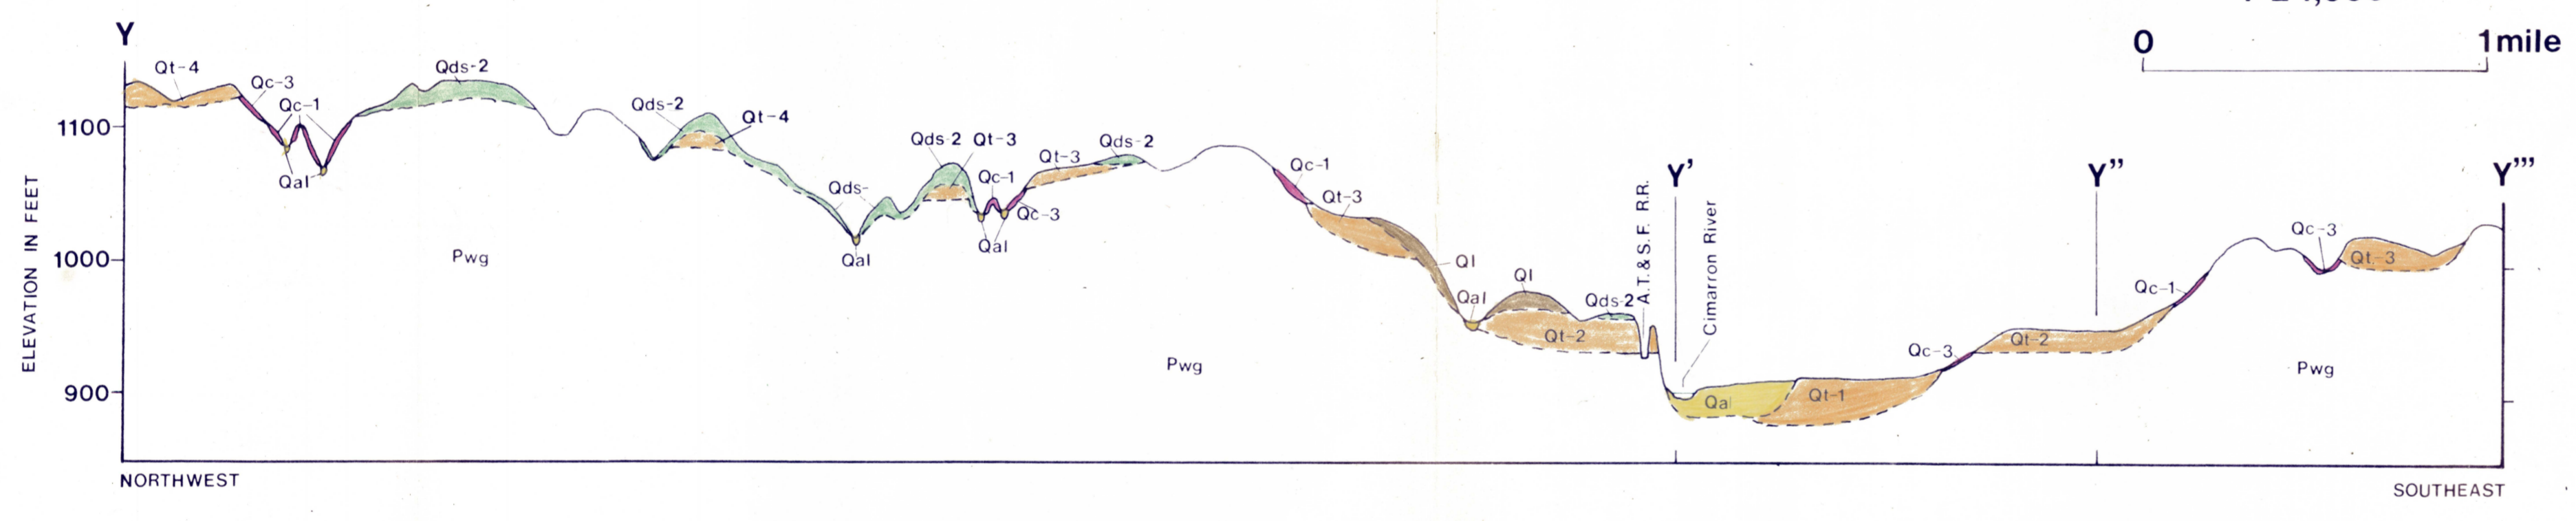 0 1 mile
Y
Qt-4
Qc-3
Qc-1
Qal
Qds-2
Qds-2
Qt-4
Qds-
Qal
Qds-2
Qt-3
Qc-1
Qc-3
Qal
Qt-3
Qds-2
Qc-1
Qt-3
Ql
Qal
Ql
Qds-2
Qt-2
A.T.&S.F. R.R.
Y'
Cimarron River
Qal
Qt-1
Qc-3
Qt-2
Y''
Qc-1
Qc-3
Qt-3
Y'''
Pwg
Pwg
Pwg
1100
1000
900
ELEVATION IN FEET
NORTHWEST
SOUTHEAST